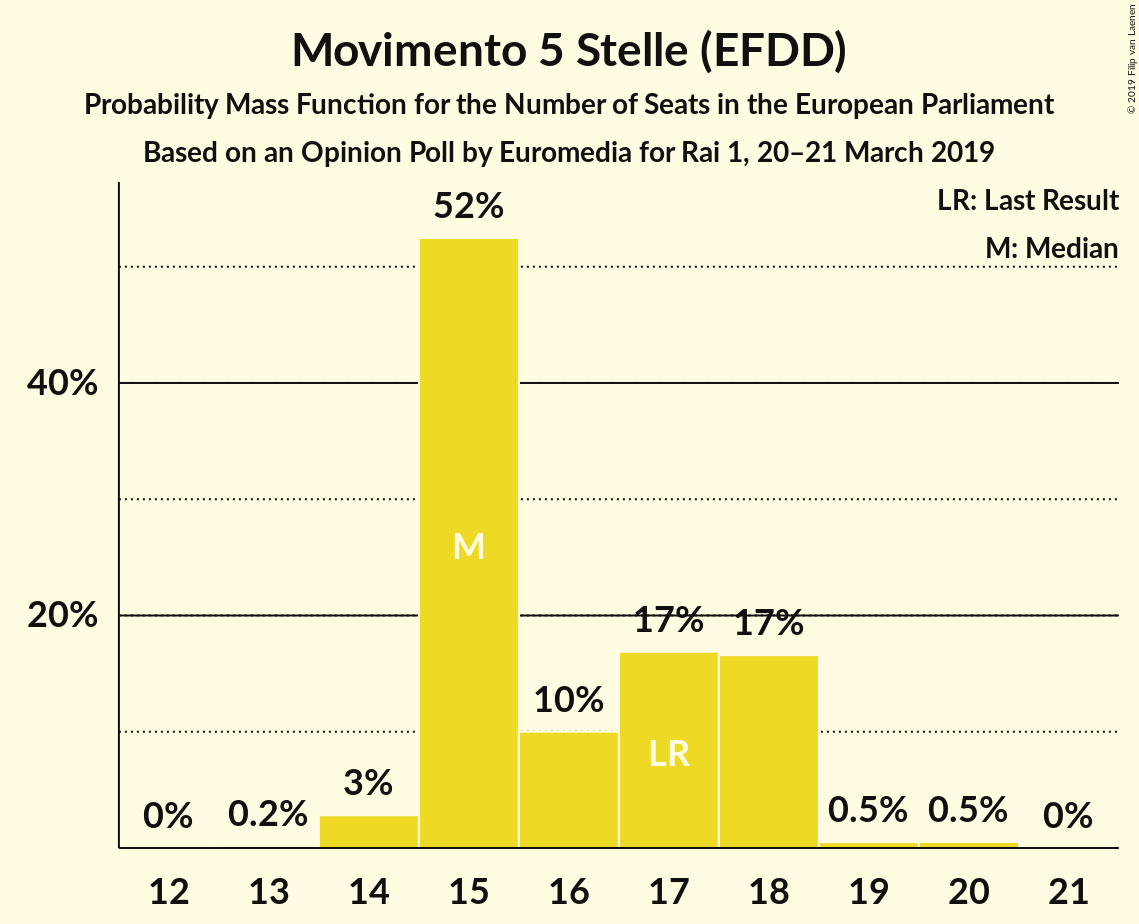 Movimento 5 Stelle (EFDD)
Probability Mass Function for the Number of Seats in the European Parliament
Based on an Opinion Poll by Euromedia for Rai 1, 20–21 March 2019
© 2019 Filip van Laenen
LR: Last Result
M: Median
52%
40%
M
20%
17%
17%
10%
LR
3%
0%
0.2%
0.5%
0.5%
0%
12 13 14 15 16 17 18 19 20 21